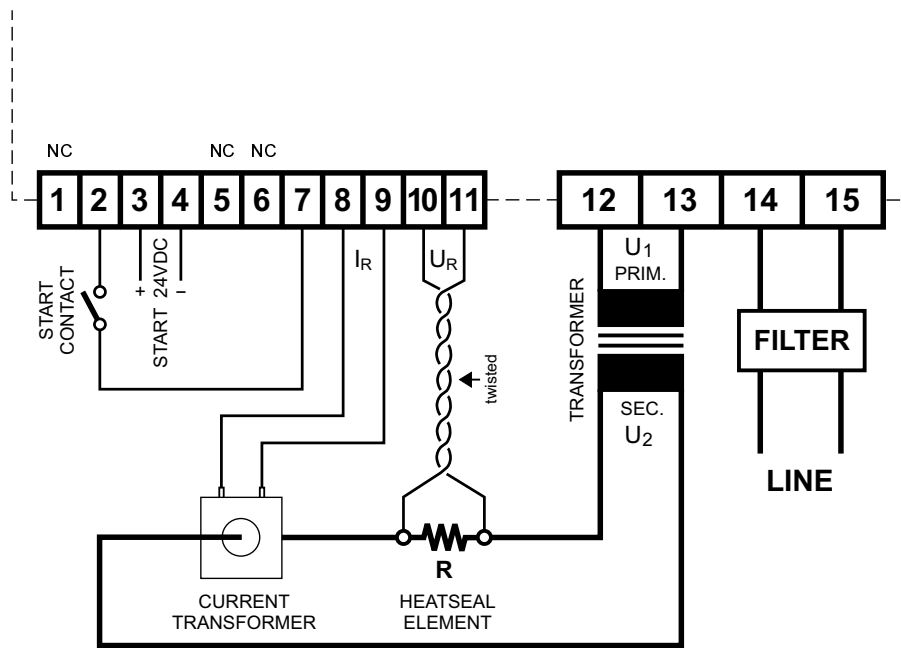 NC
NC NC
1 2 3 4 5 6 7 8 9 10 11
12 13 14 15
START
CONTACT
+
START 24VDC
–
IR
UR
twisted
TRANSFORMER
U1
PRIM.
SEC.
U2
FILTER
LINE
R
CURRENT
TRANSFORMER
HEATSEAL
ELEMENT